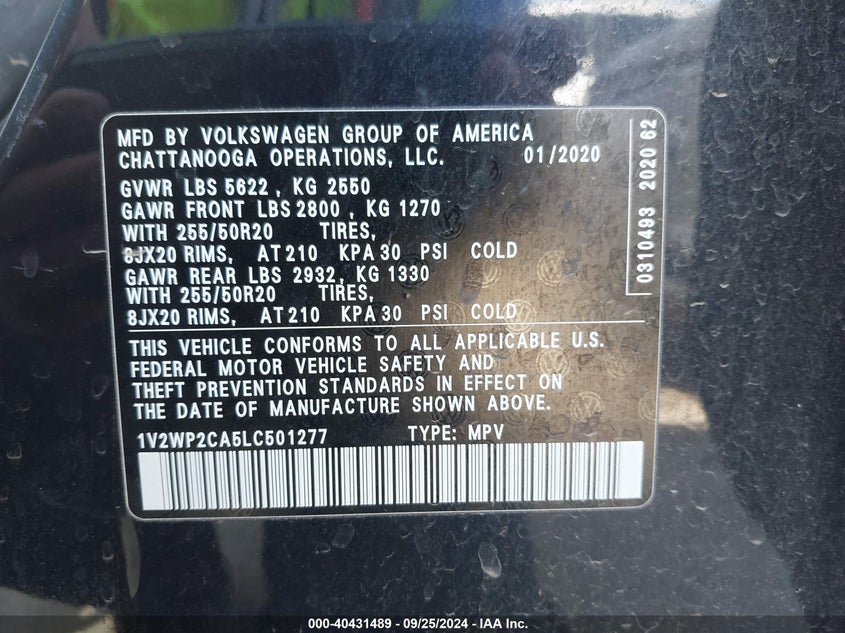 MFD BY VOLKSWAGEN GROUP OF AMERICA
CHATTANOOGA OPERATIONS, LLC. 01/2020
GVWR LBS 5622, KG 2550
GAWR FRONT LBS 2800, KG 1270
WITH 255/50R20 TIRES,
8JX20 RIMS, AT 210 KPA 30 PSI COLD
GAWR REAR LBS 2932, KG 1330
WITH 255/50R20 TIRES,
8JX20 RIMS, AT 210 KPA 30 PSI COLD
THIS VEHICLE CONFORMS TO ALL APPLICABLE U.S.
FEDERAL MOTOR VEHICLE SAFETY AND
THEFT PREVENTION STANDARDS IN EFFECT ON
THE DATE OF MANUFACTURE SHOWN ABOVE.
1V2WP2CA5LC501277 TYPE: MPV
0310493 2020 62
000-40431489 - 09/25/2024 - IAA Inc.